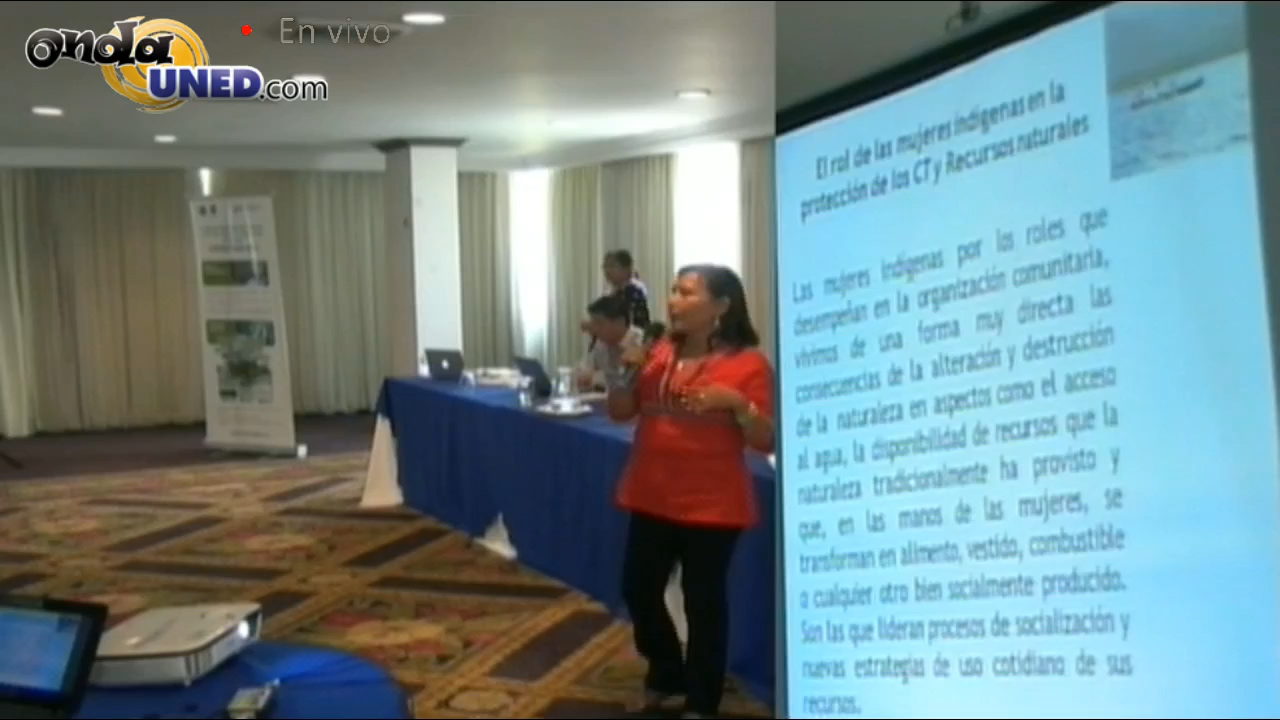 onda
UNED.com
En vivo
El rol de las mujeres indígenas en la
protección de los CT y Recursos naturales
Las mujeres indígenas por los roles que
desempeñan en la organización comunitaria,
vivimos de una forma muy directa las
consecuencias de la alteración y destrucción
de la naturaleza en aspectos como el acceso
al agua, la disponibilidad de recursos que la
naturaleza tradicionalmente ha provisto y
que, en las manos de las mujeres, se
transforman en alimento, vestido, combustible
o cualquier otro bien socialmente producido.
Son las que lideran procesos de socialización y
nuevas estrategias de uso cotidiano de sus
recursos.